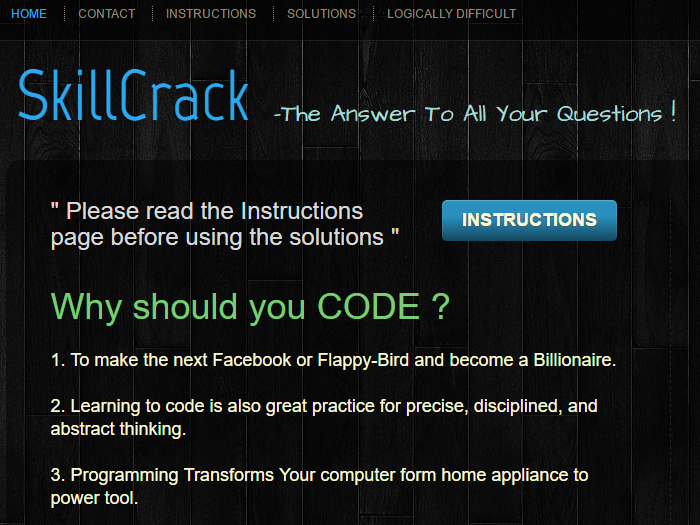 HOME CONTACT INSTRUCTIONS SOLUTIONS LOGICALLY DIFFICULT
SkillCrack
-The Answer To All Your Questions !
" Please read the Instructions
page before using the solutions "
INSTRUCTIONS
Why should you CODE ?
1. To make the next Facebook or Flappy-Bird and become a Billionaire.
2. Learning to code is also great practice for precise, disciplined, and
abstract thinking.
3. Programming Transforms Your computer form home appliance to
power tool.